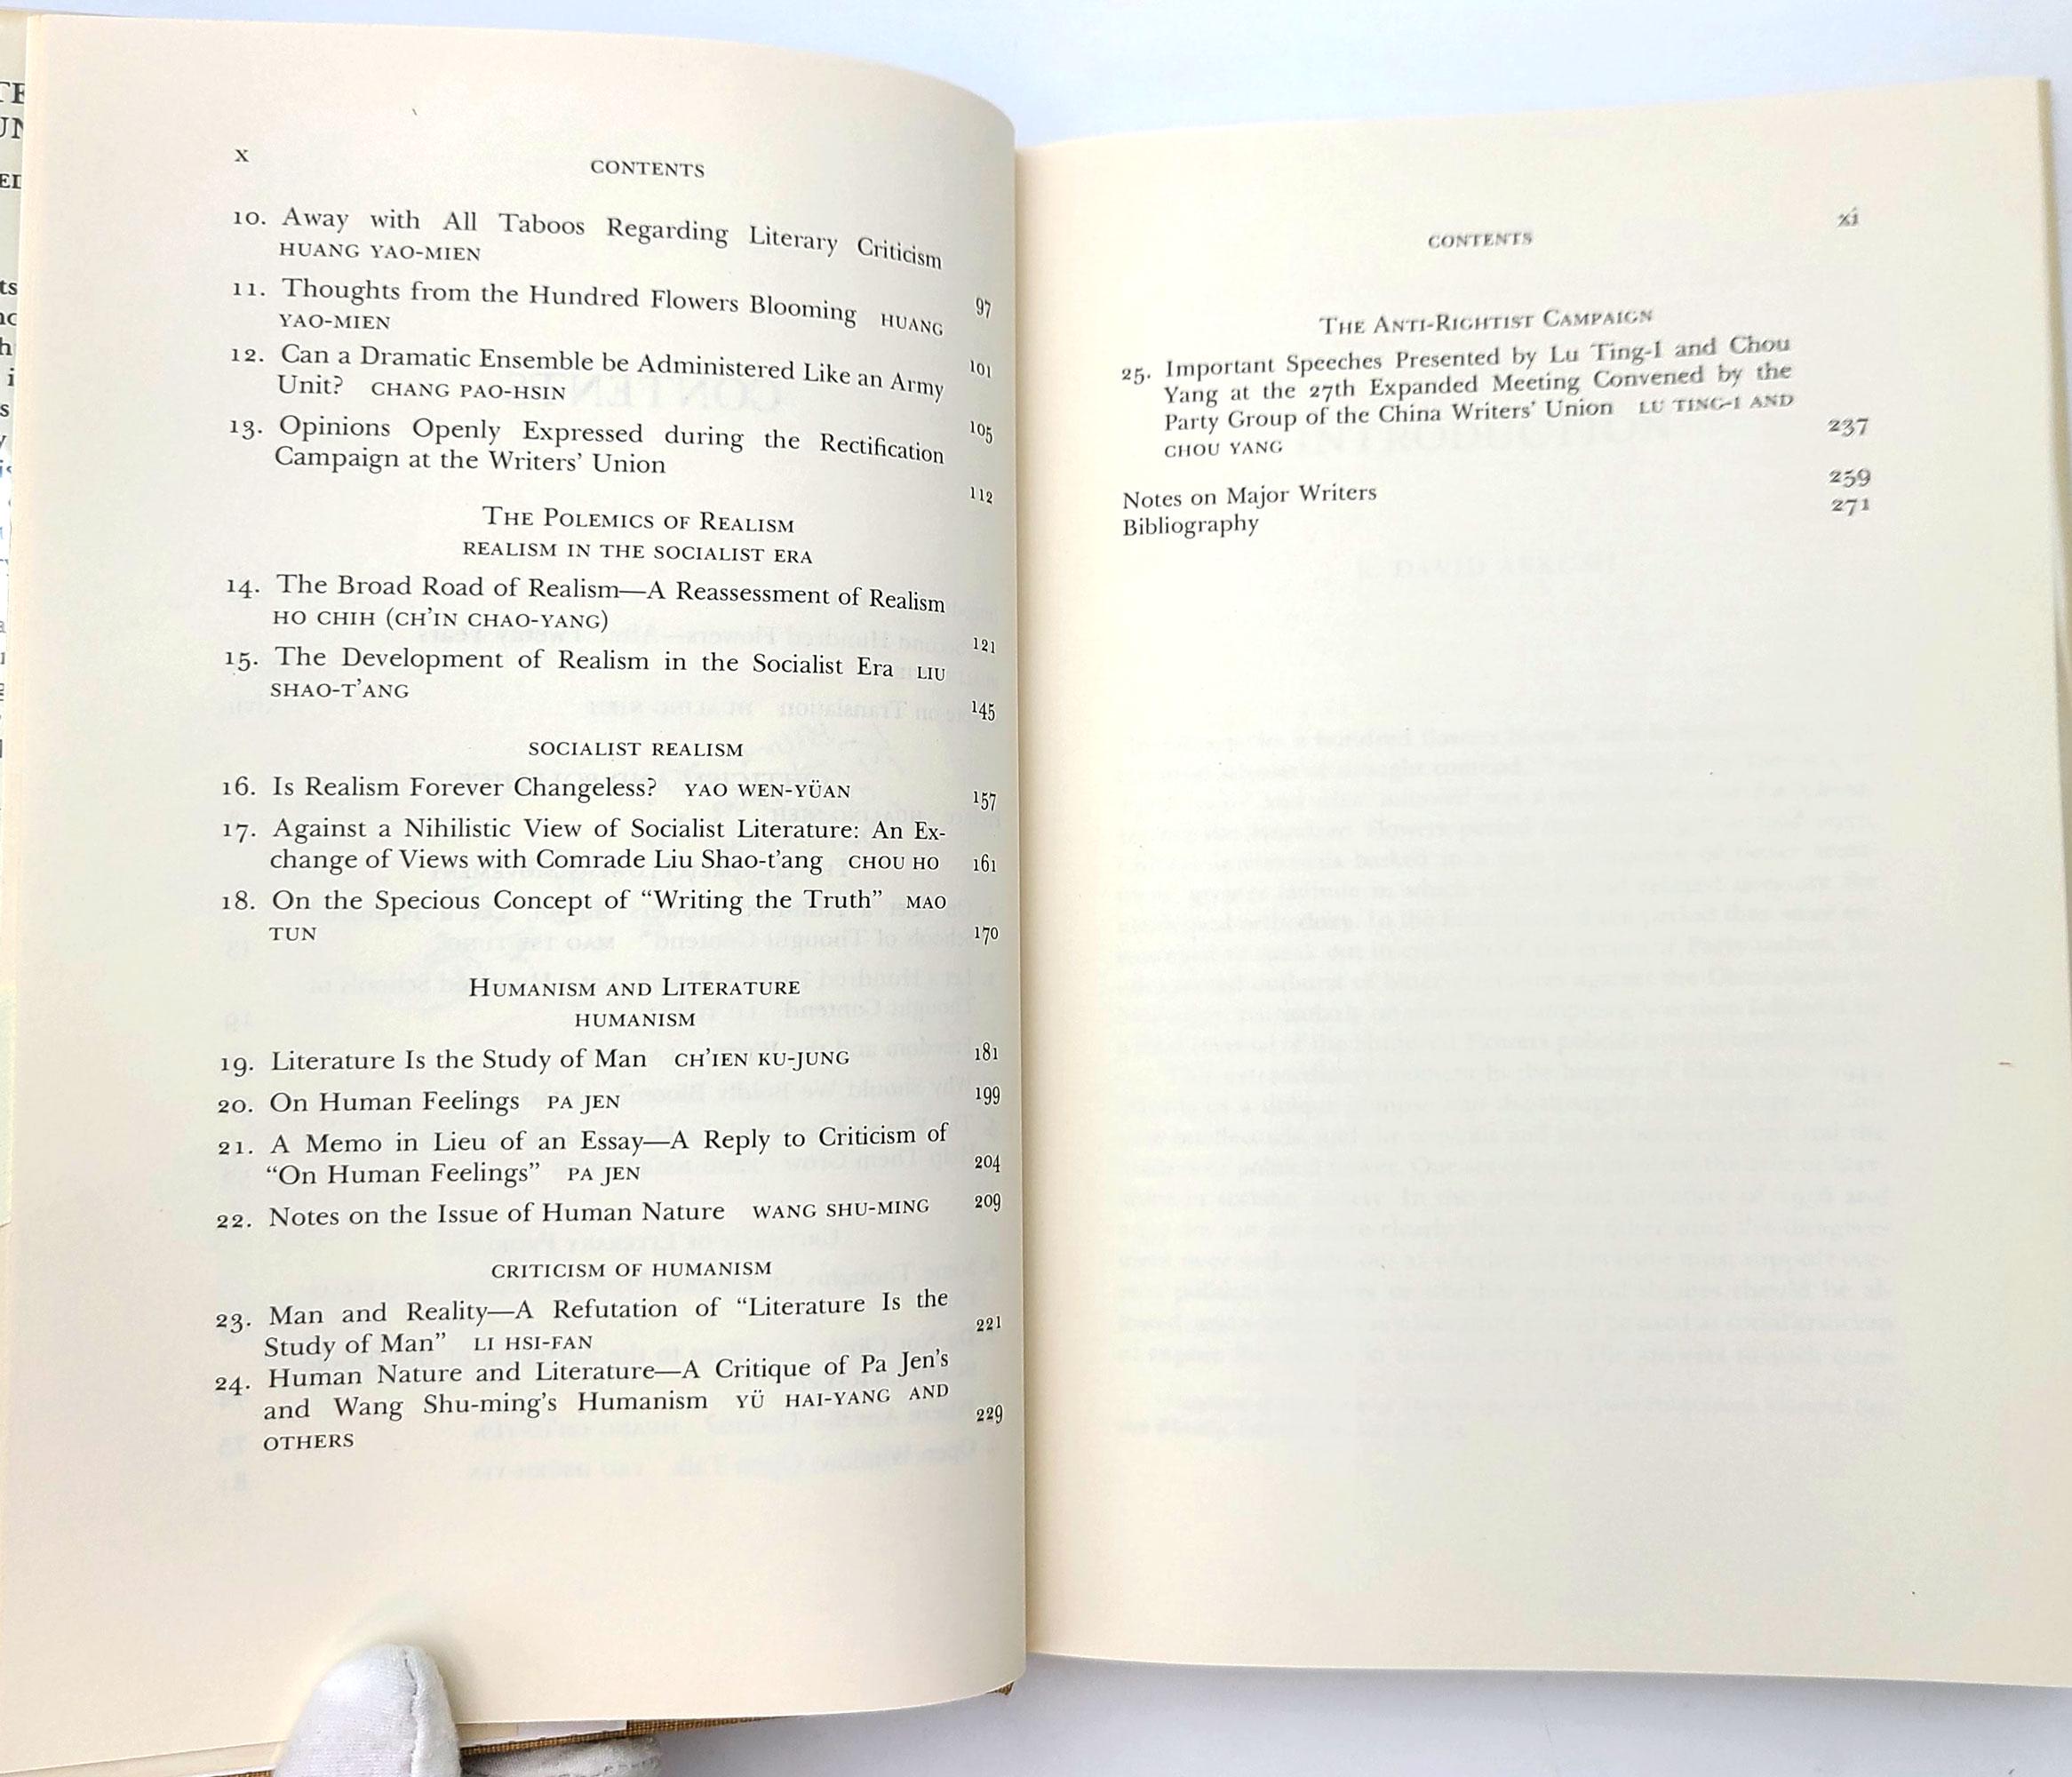 x
CONTENTS
10. Away with All Taboos Regarding Literary Criticism
HUANG YAO-MIEN 97
11. Thoughts from the Hundred Flowers Blooming HUANG
YAO-MIEN 101
12. Can a Dramatic Ensemble be Administered Like an Army
Unit? CHANG PAO-HSIN 105
13. Opinions Openly Expressed during the Rectification
Campaign at the Writers' Union 112
THE POLEMICS OF REALISM
REALISM IN THE SOCIALIST ERA
14. The Broad Road of Realism—A Reassessment of Realism
HO CHIH (CH'IN CHAO-YANG) 121
15. The Development of Realism in the Socialist Era LIU
SHAO-T'ANG 145
SOCIALIST REALISM
16. Is Realism Forever Changeless? YAO WEN-YÜAN 157
17. Against a Nihilistic View of Socialist Literature: An Ex-
change of Views with Comrade Liu Shao-t'ang CHOU HO 161
18. On the Specious Concept of “Writing the Truth” MAO
TUN 170
HUMANISM AND LITERATURE
HUMANISM
19. Literature Is the Study of Man CH'IEN KU-JUNG 181
20. On Human Feelings PA JEN 199
21. A Memo in Lieu of an Essay—A Reply to Criticism of
“On Human Feelings” PA JEN 204
22. Notes on the Issue of Human Nature WANG SHU-MING 209
CRITICISM OF HUMANISM
23. Man and Reality—A Refutation of “Literature Is the
Study of Man” LI HSI-FAN 221
24. Human Nature and Literature—A Critique of Pa Jen's
and Wang Shu-ming's Humanism YÜ HAI-YANG AND
OTHERS 229
CONTENTS
xi
THE ANTI-RIGHTIST CAMPAIGN
25. Important Speeches Presented by Lu Ting-I and Chou
Yang at the 27th Expanded Meeting Convened by the
Party Group of the China Writers' Union LU TING-I AND
CHOU YANG 237
Notes on Major Writers 259
Bibliography 271